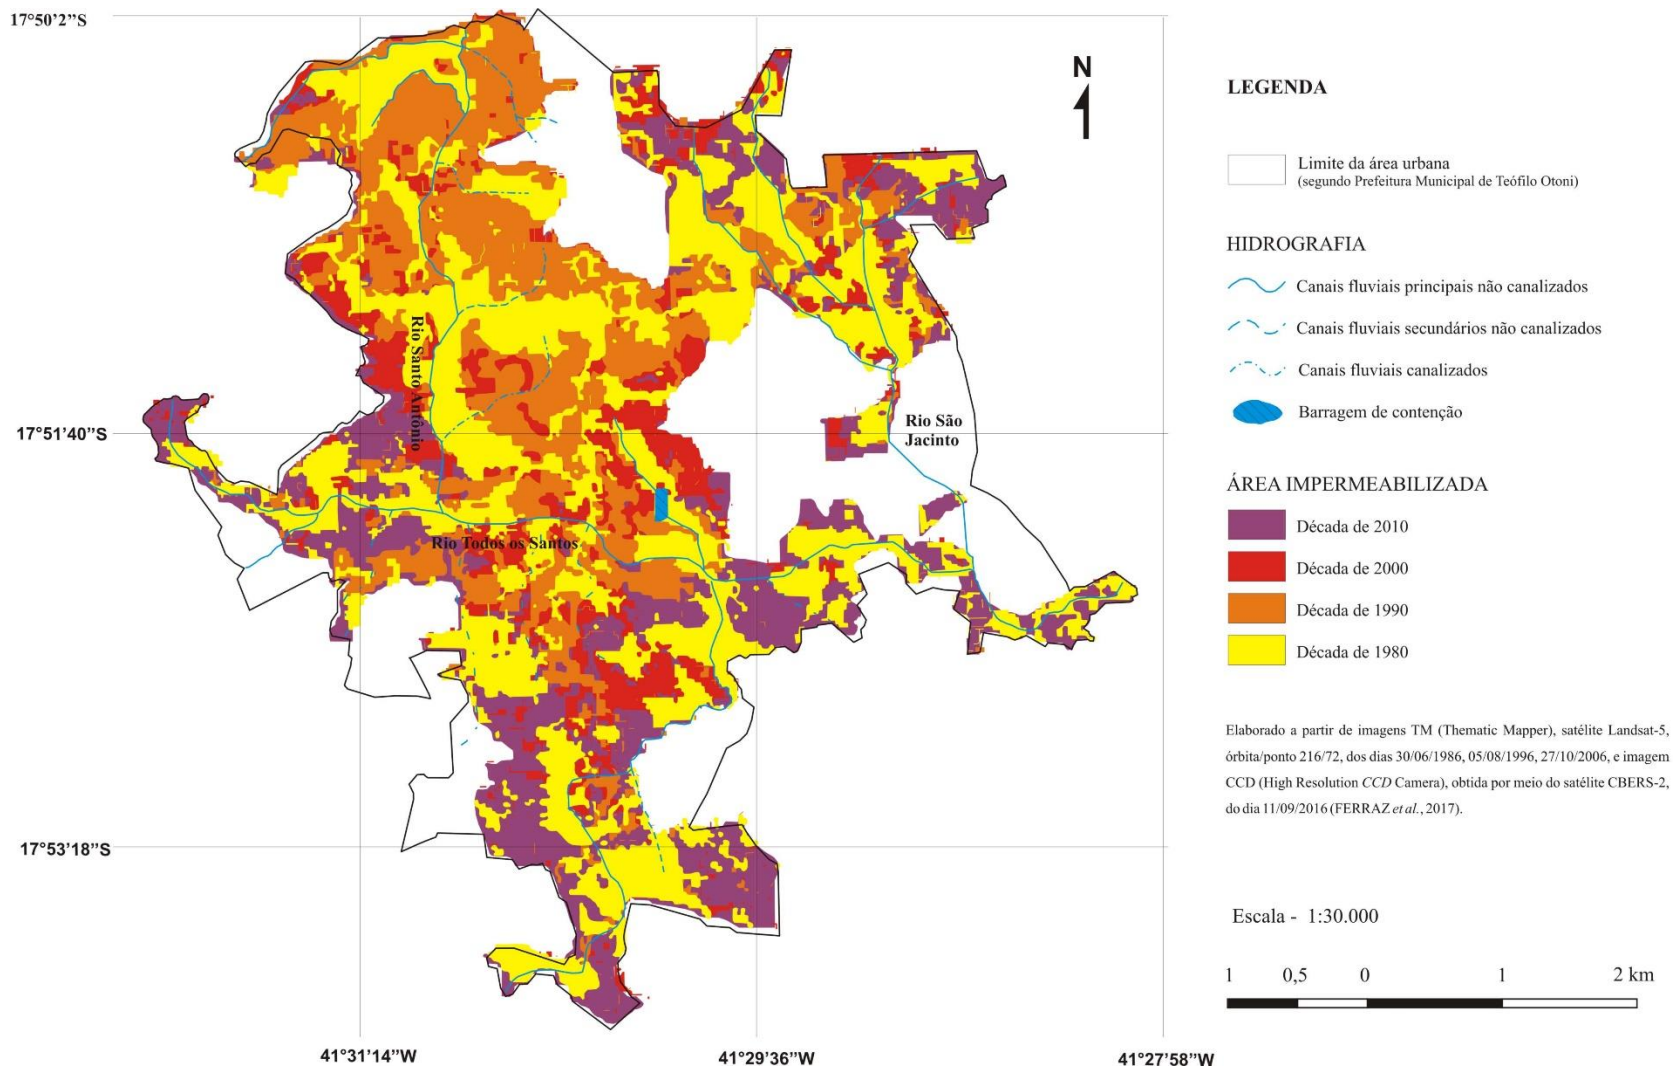 17°50’2”S
N
17°51’40”S
17°53’18”S
Rio Santo Antônio
Rio São
Jacinto
Rio Todos os Santos
41°31’14”W
41°29’36”W
41°27’58”W
LEGENDA
Limite da área urbana
(segundo Prefeitura Municipal de Teófilo Otoni)
HIDROGRAFIA
Canais fluviais principais não canalizados
Canais fluviais secundários não canalizados
Canais fluviais canalizados
Barragem de contenção
ÁREA IMPERMEABILIZADA
Década de 2010
Década de 2000
Década de 1990
Década de 1980
Elaborado a partir de imagens TM (Thematic Mapper), satélite Landsat-5,
órbita/ponto 216/72, dos dias 30/06/1986, 05/08/1996, 27/10/2006, e imagem
CCD (High Resolution CCD Camera), obtida por meio do satélite CBERS-2,
do dia 11/09/2016 (FERRAZ et al., 2017).
Escala - 1:30.000
1 0,5 0 1 2 km